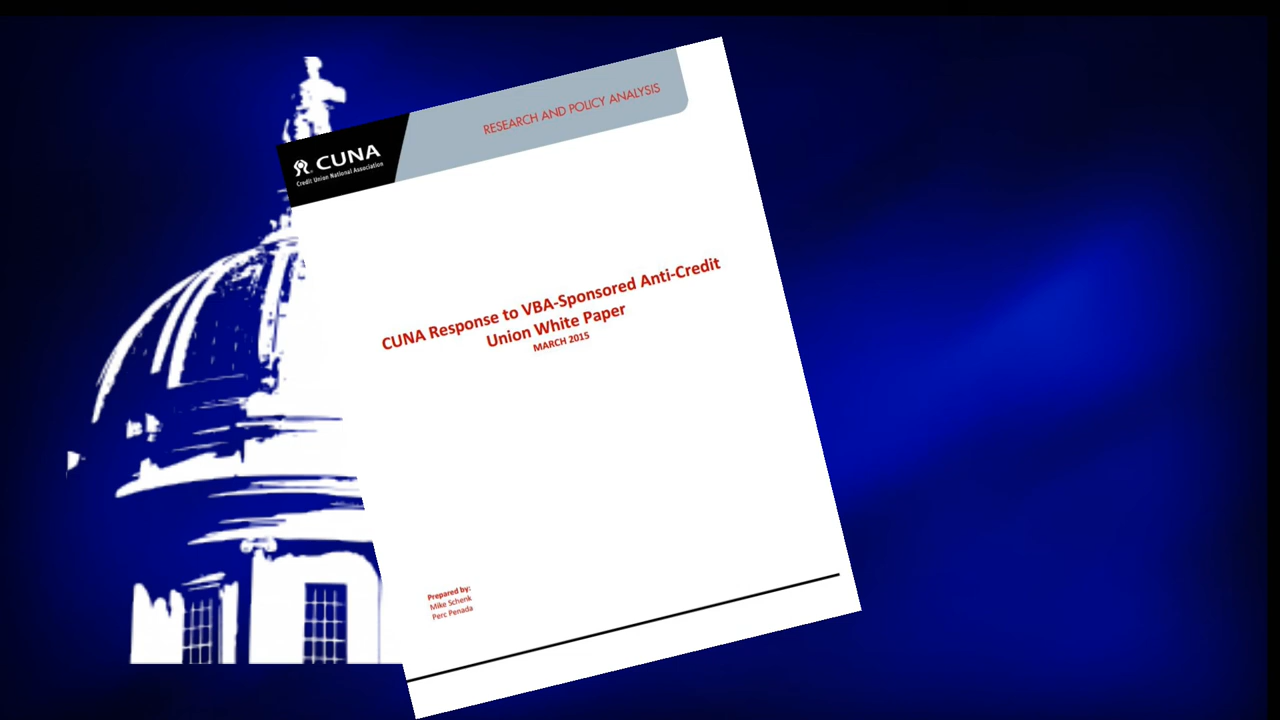 RESEARCH AND POLICY ANALYSIS
CUNA
Credit Union National Association
CUNA Response to VBA-Sponsored Anti-Credit
Union White Paper
MARCH 2015
Prepared by:
Mike Schenk
Perc Penada